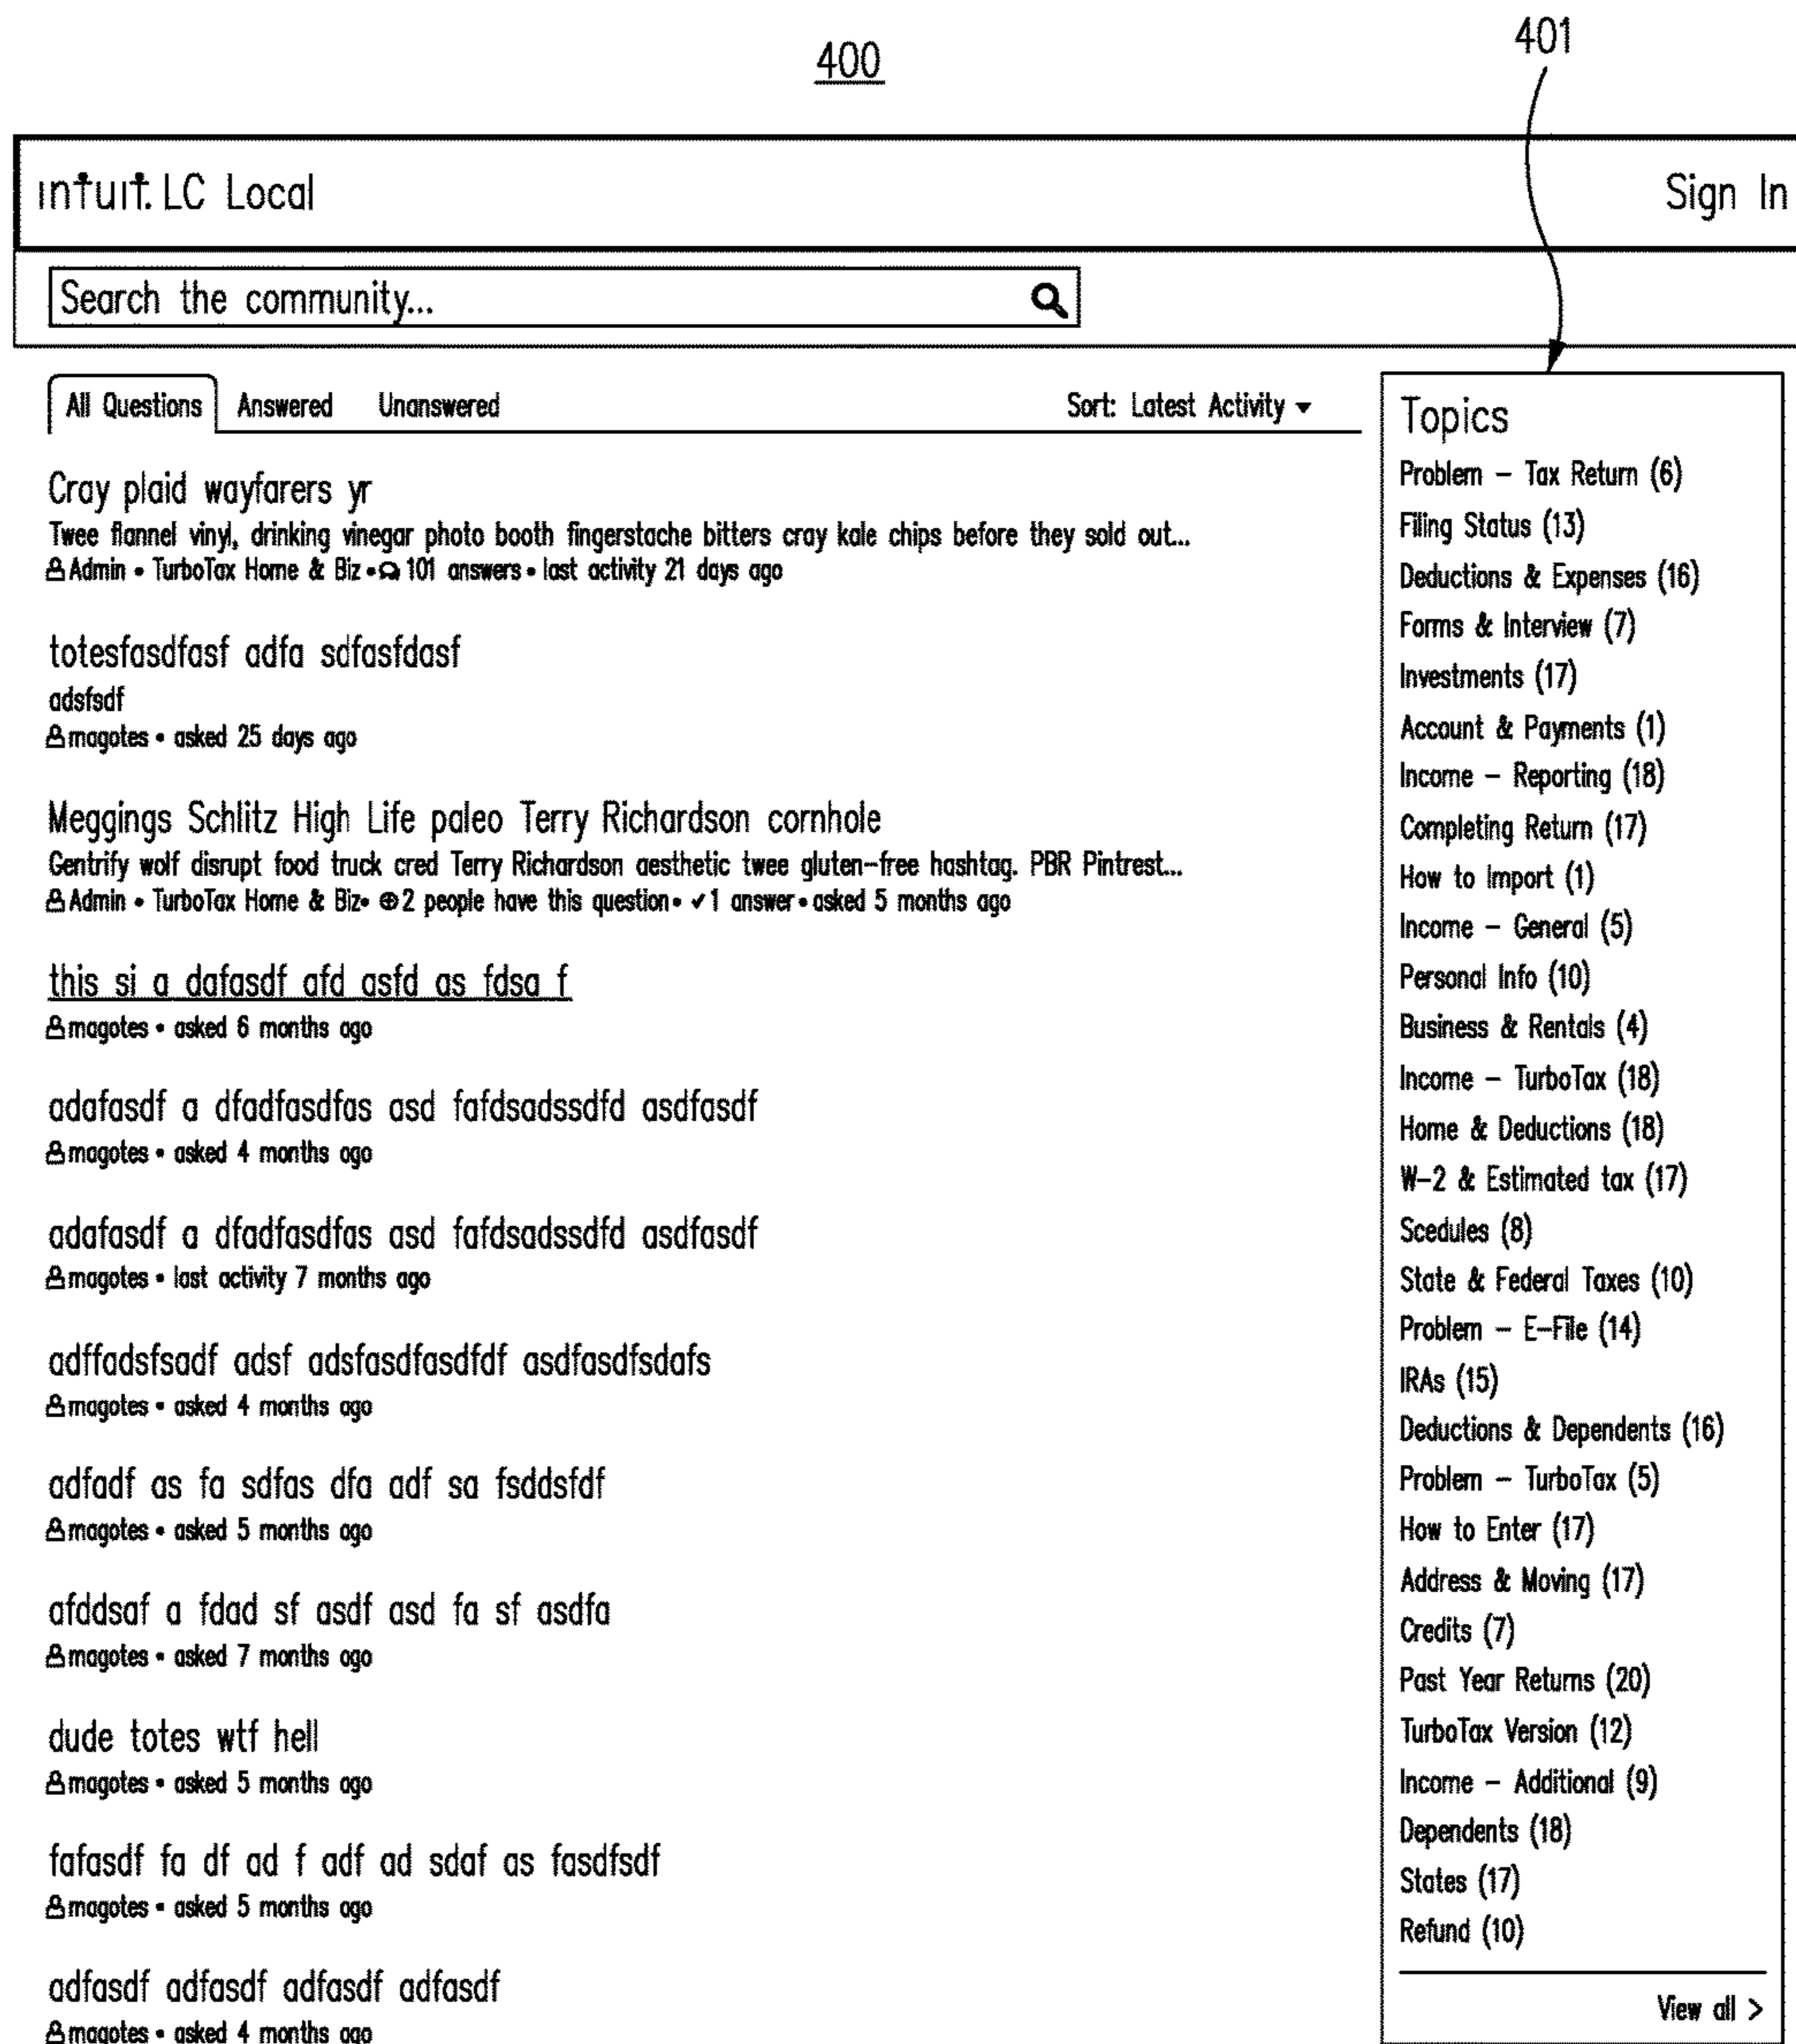 400
401
intuit. LC Local
Sign In
Search the community...
All Questions Answered Unanswered
Sort: Latest Activity
Cray plaid wayfarers yr
Twee flannel vinyl, drinking vinegar photo booth fingerstache bitters cray kale chips before they sold out...
Admin • TurboTax Home & Biz • 101 answers • last activity 21 days ago
totesfasdfasf adfa sdfasfdasf
adsfsdf
magotes • asked 25 days ago
Meggings Schlitz High Life paleo Terry Richardson cornhole
Gentrify wolf disrupt food truck cred Terry Richardson aesthetic twee gluten-free hashtag. PBR Pintrest...
Admin • TurboTax Home & Biz • 2 people have this question • ✓1 answer • asked 5 months ago
this si a dafasdf afd asfd as fdsa f
magotes • asked 6 months ago
adafasdf a dfadfasdfas asd fafdsadssdfd asdfasdf
magotes • asked 4 months ago
adafasdf a dfadfasdfas asd fafdsadssdfd asdfasdf
magotes • last activity 7 months ago
adffadsfsadf adsf adsfasdfasdfdf asdfasdfsdafs
magotes • asked 4 months ago
adfadf as fa sdfas dfa adf sa fsddsfdf
magotes • asked 5 months ago
afddsaf a fdad sf asdf asd fa sf asdfa
magotes • asked 7 months ago
dude totes wtf hell
magotes • asked 5 months ago
fafasdf fa df ad f adf ad sdaf as fasdfsdf
magotes • asked 5 months ago
adfasdf adfasdf adfasdf adfasdf
magotes • asked 4 months ago
Topics
Problem – Tax Return (6)
Filing Status (13)
Deductions & Expenses (16)
Forms & Interview (7)
Investments (17)
Account & Payments (1)
Income – Reporting (18)
Completing Return (17)
How to Import (1)
Income – General (5)
Personal Info (10)
Business & Rentals (4)
Income – TurboTax (18)
Home & Deductions (18)
W-2 & Estimated tax (17)
Scedules (8)
State & Federal Taxes (10)
Problem – E-File (14)
IRAs (15)
Deductions & Dependents (16)
Problem – TurboTax (5)
How to Enter (17)
Address & Moving (17)
Credits (7)
Past Year Returns (20)
TurboTax Version (12)
Income – Additional (9)
Dependents (18)
States (17)
Refund (10)
View all >